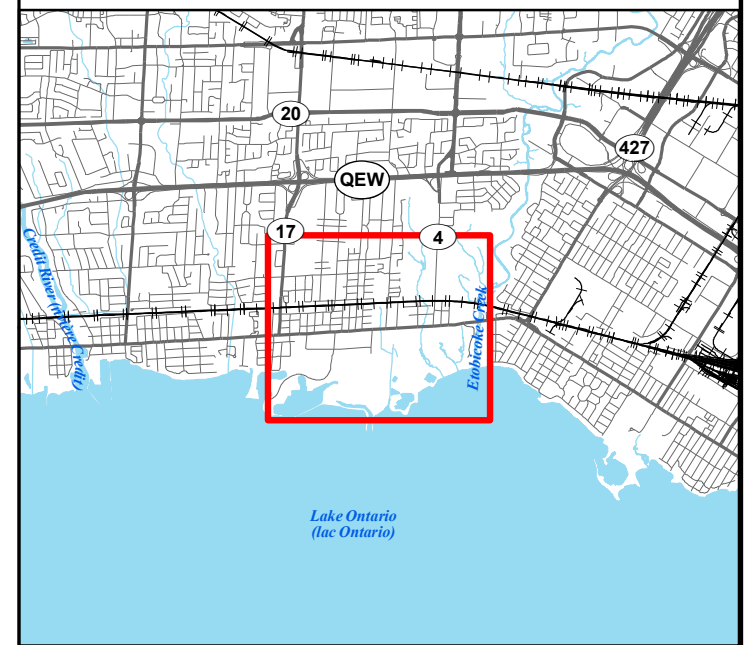 20
427
QEW
17
4
Credit River (rivière Credit)
Etobicoke Creek
Lake Ontario
(lac Ontario)